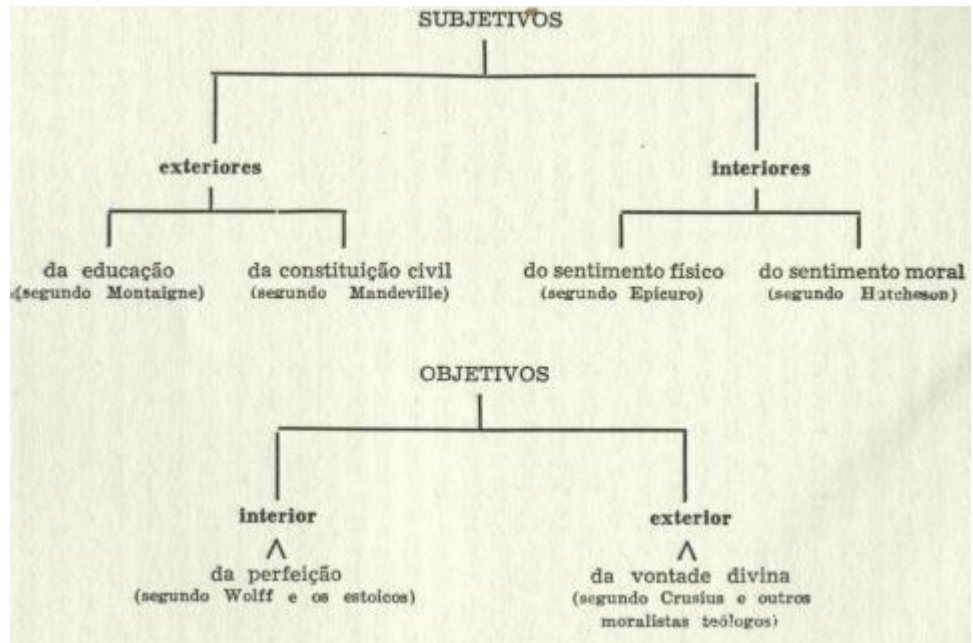 SUBJETIVOS
exteriores
interiores
da educação
(segundo Montaigne)
da constituição civil
(segundo Mandeville)
do sentimento físico
(segundo Epicuro)
do sentimento moral
(segundo Hutcheson)
OBJETIVOS
interior
exterior
da perfeição
(segundo Wolff e os estoicos)
da vontade divina
(segundo Crusius e outros
moralistas teólogos)